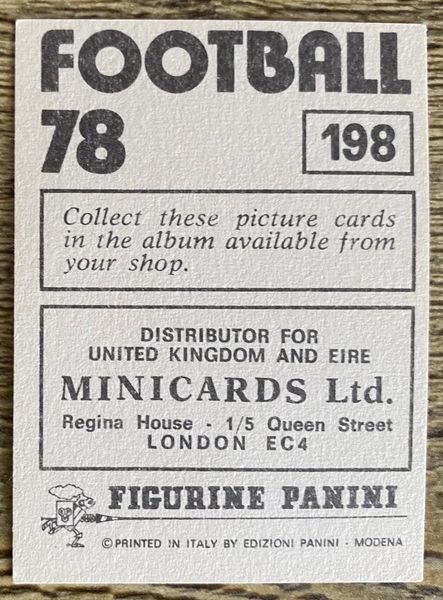 FOOTBALL
78
198
Collect these picture cards
in the album available from
your shop.
DISTRIBUTOR FOR
UNITED KINGDOM AND EIRE
MINICARDS Ltd.
Regina House - 1/5 Queen Street
LONDON EC4
FIGURINE PANINI
©PRINTED IN ITALY BY EDIZIONI PANINI - MODENA